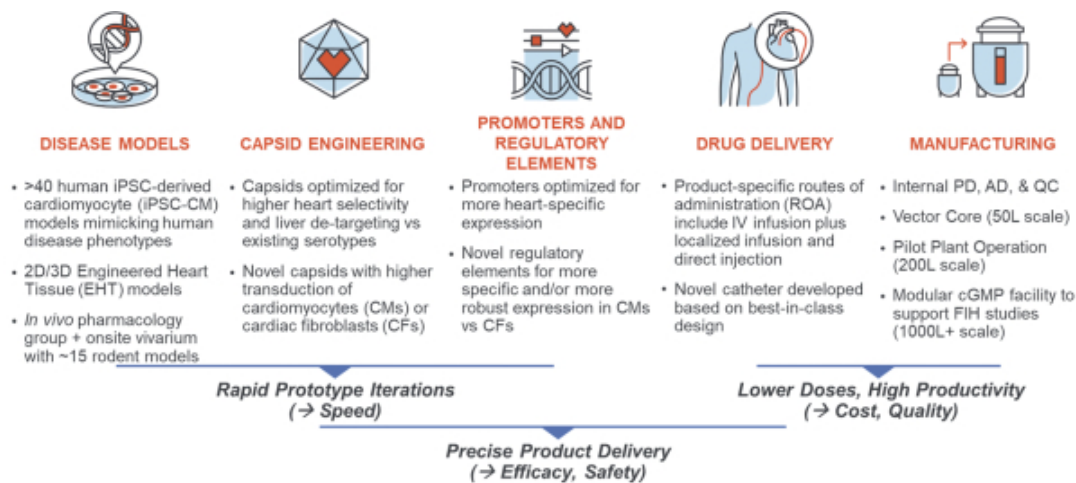 DISEASE MODELS
• >40 human iPSC-derived
cardiomyocyte (iPSC-CM)
models mimicking human
disease phenotypes
• 2D/3D Engineered Heart
Tissue (EHT) models
• In vivo pharmacology
group + onsite vivarium
with ~15 rodent models
CAPSID ENGINEERING
• Capsids optimized for
higher heart selectivity
and liver de-targeting vs
existing serotypes
• Novel capsids with higher
transduction of
cardiomyocytes (CMs) or
cardiac fibroblasts (CFs)
PROMOTERS AND
REGULATORY
ELEMENTS
• Promoters optimized for
more heart-specific
expression
• Novel regulatory
elements for more
specific and/or more
robust expression in CMs
vs CFs
DRUG DELIVERY
• Product-specific routes of
administration (ROA)
include IV infusion plus
localized infusion and
direct injection
• Novel catheter developed
based on best-in-class
design
MANUFACTURING
• Internal PD, AD, & QC
• Vector Core (50L scale)
• Pilot Plant Operation
(200L scale)
• Modular cGMP facility to
support FIH studies
(1000L+ scale)
Rapid Prototype Iterations
(→ Speed)
Lower Doses, High Productivity
(→ Cost, Quality)
Precise Product Delivery
(→ Efficacy, Safety)